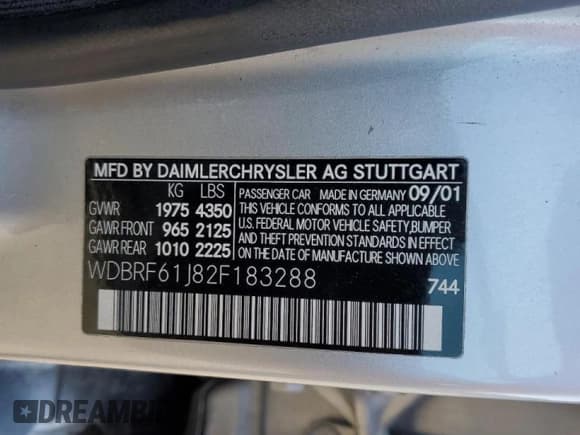 MFD BY DAIMLERCHRYSLER AG STUTTGART
KG LBS
GVWR 1975 4350
GAWR FRONT 965 2125
GAWR REAR 1010 2225
PASSENGER CAR MADE IN GERMANY 09/01
THIS VEHICLE CONFORMS TO ALL APPLICABLE
U.S. FEDERAL MOTOR VEHICLE SAFETY, BUMPER
AND THEFT PREVENTION STANDARDS IN EFFECT
ON THE DATE OF MANUFACTURE SHOWN ABOVE.
WDBRF61J82F183288
744
DREAMBID